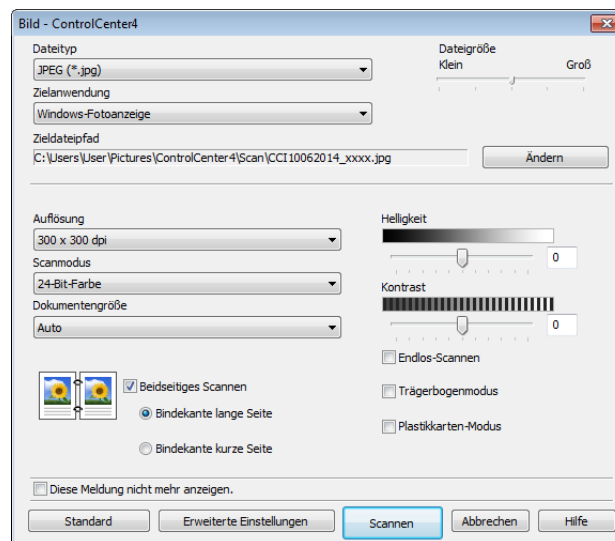 Bild - ControlCenter4
Dateityp
JPEG (*.jpg)
Dateigröße
Klein Groß
Zielanwendung
Windows-Fotoanzeige
Zieldateipfad
C:\Users\User\Pictures\ControlCenter4\Scan\CCI10062014_xxxx.jpg
Ändern
Auflösung
300 x 300 dpi
Scanmodus
24-Bit-Farbe
Dokumentengröße
Auto
Helligkeit
0
Kontrast
0
Endlos-Scannen
Trägerbogenmodus
Plastikkarten-Modus
Beidseitiges Scannen
Bindekante lange Seite
Bindekante kurze Seite
Diese Meldung nicht mehr anzeigen.
Standard Erweiterte Einstellungen Scannen Abbrechen Hilfe